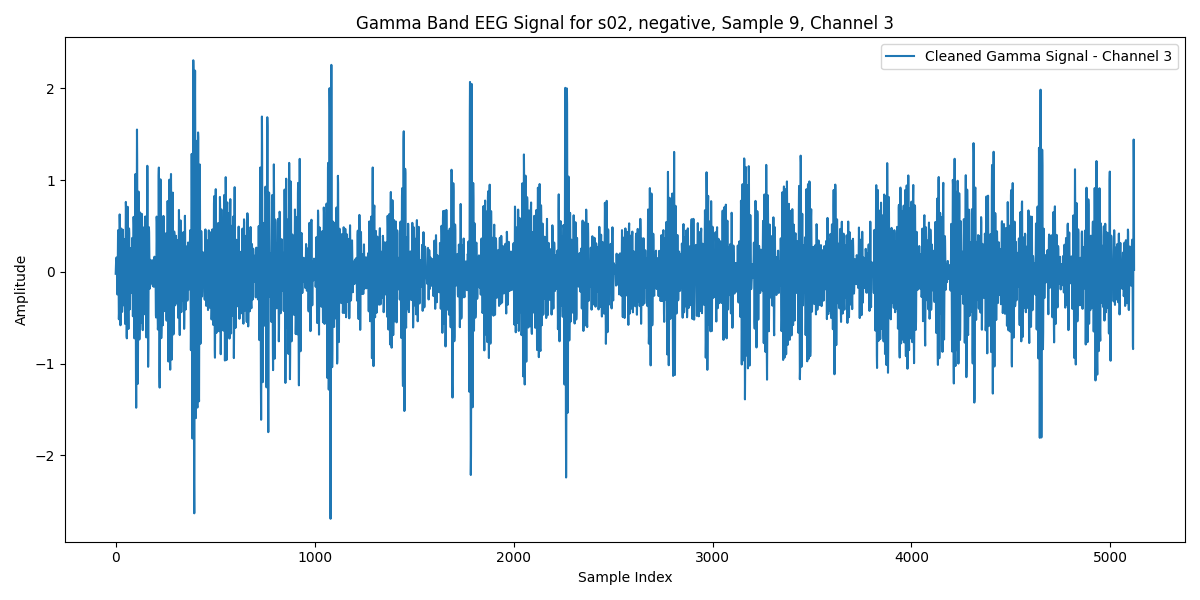 Gamma Band EEG Signal for s02, negative, Sample 9, Channel 3
Cleaned Gamma Signal - Channel 3
2
1
0
−1
−2
Amplitude
0 1000 2000 3000 4000 5000
Sample Index